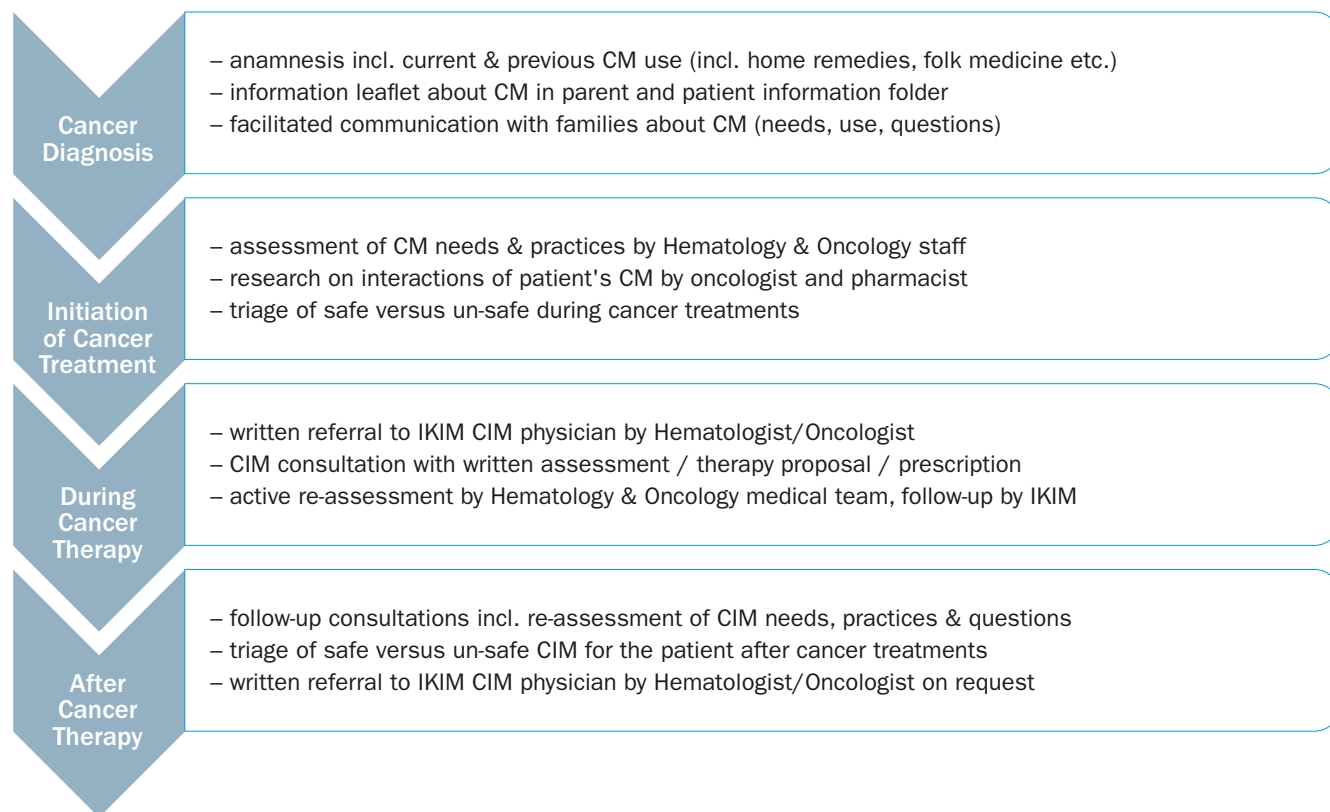 Cancer
Diagnosis
– anamnesis incl. current & previous CM use (incl. home remedies, folk medicine etc.)
– information leaflet about CM in parent and patient information folder
– facilitated communication with families about CM (needs, use, questions)
Initiation
of Cancer
Treatment
– assessment of CM needs & practices by Hematology & Oncology staff
– research on interactions of patient's CM by oncologist and pharmacist
– triage of safe versus un-safe during cancer treatments
During
Cancer
Therapy
– written referral to IKIM CIM physician by Hematologist/Oncologist
– CIM consultation with written assessment / therapy proposal / prescription
– active re-assessment by Hematology & Oncology medical team, follow-up by IKIM
After
Cancer
Therapy
– follow-up consultations incl. re-assessment of CIM needs, practices & questions
– triage of safe versus un-safe CIM for the patient after cancer treatments
– written referral to IKIM CIM physician by Hematologist/Oncologist on request